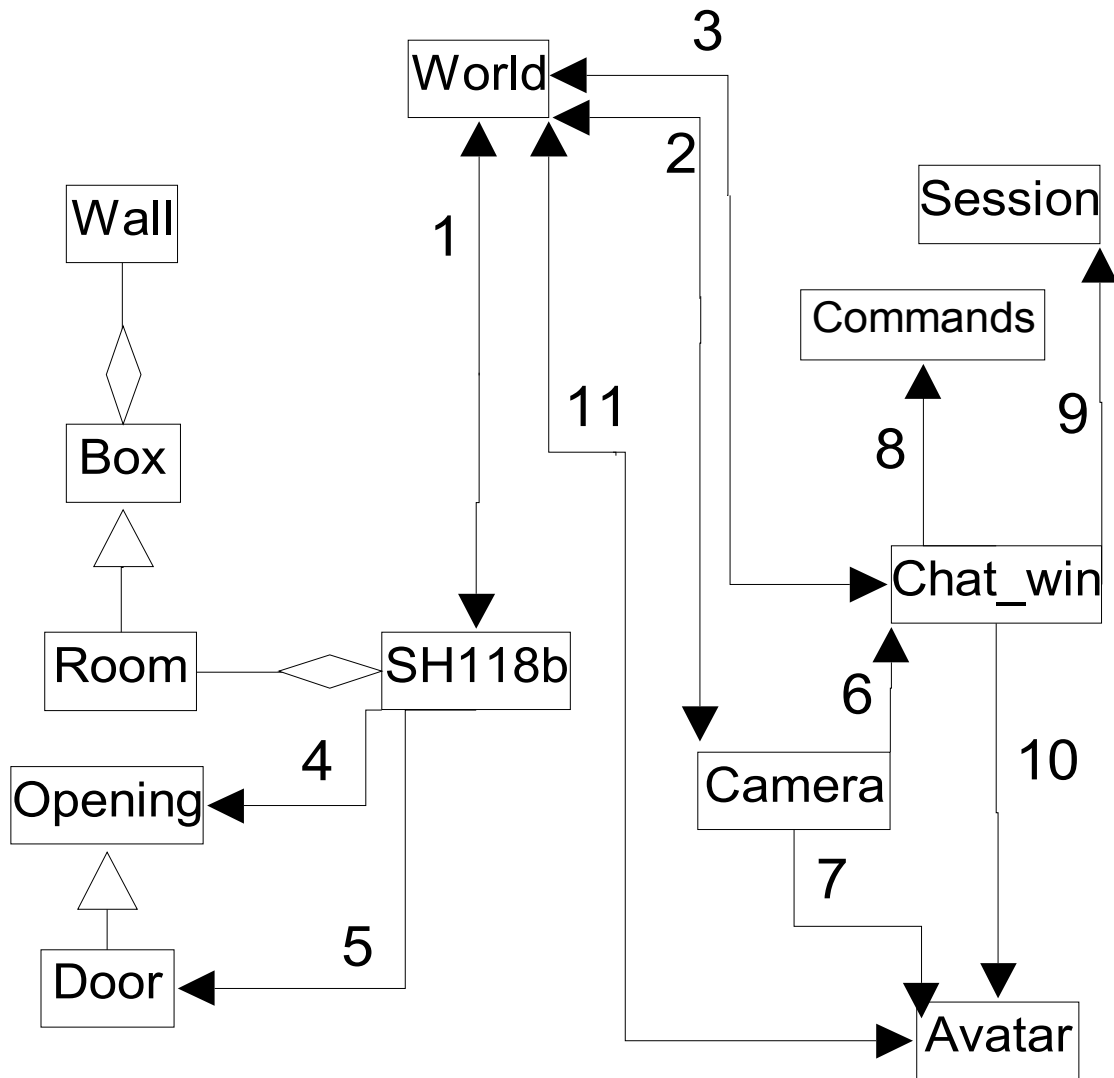 3
World
2
Session
Wall
1
Commands
11
9
8
Box
Chat_win
Room
SH118b
6
4
10
Opening
Camera
7
5
Door
Avatar